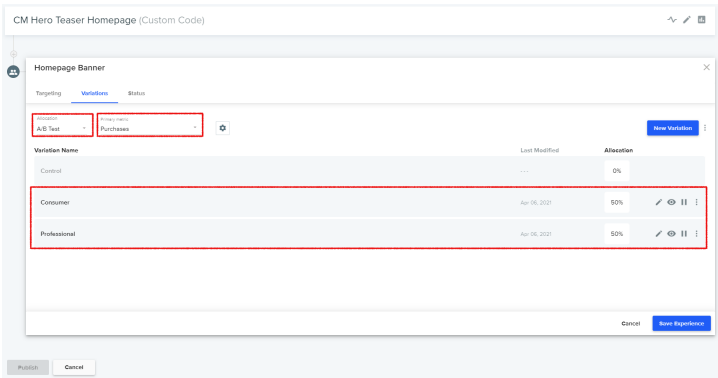 CM Hero Teaser Homepage (Custom Code)
Homepage Banner
Targeting Variations Status
Allocation Primary metric
A/B Test Purchases
New Variation
Variation Name Last Modified Allocation
Control --- 0%
Consumer Apr 06, 2021 50%
Professional Apr 06, 2021 50%
Cancel Save Experience
Publish Cancel